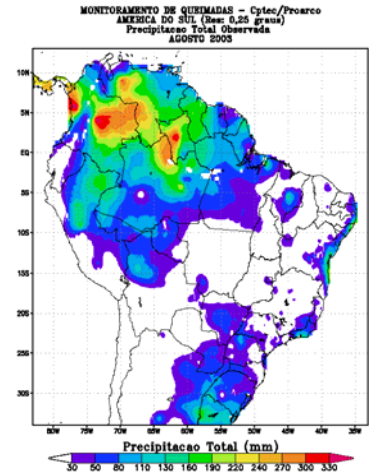 MONITORAMENTO DE QUEIMADAS - Cptec/Proarco
AMERICA DO SUL (Res: 0,25 graus)
Precipitacao Total Observada
AGOSTO 2003
10N
5N
EQ
5S
10S
15S
20S
25S
30S
80W 75W 70W 65W 60W 55W 50W 45W 40W 35W
Precipitacao Total (mm)
30 50 80 110 130 160 190 220 240 270 300 330